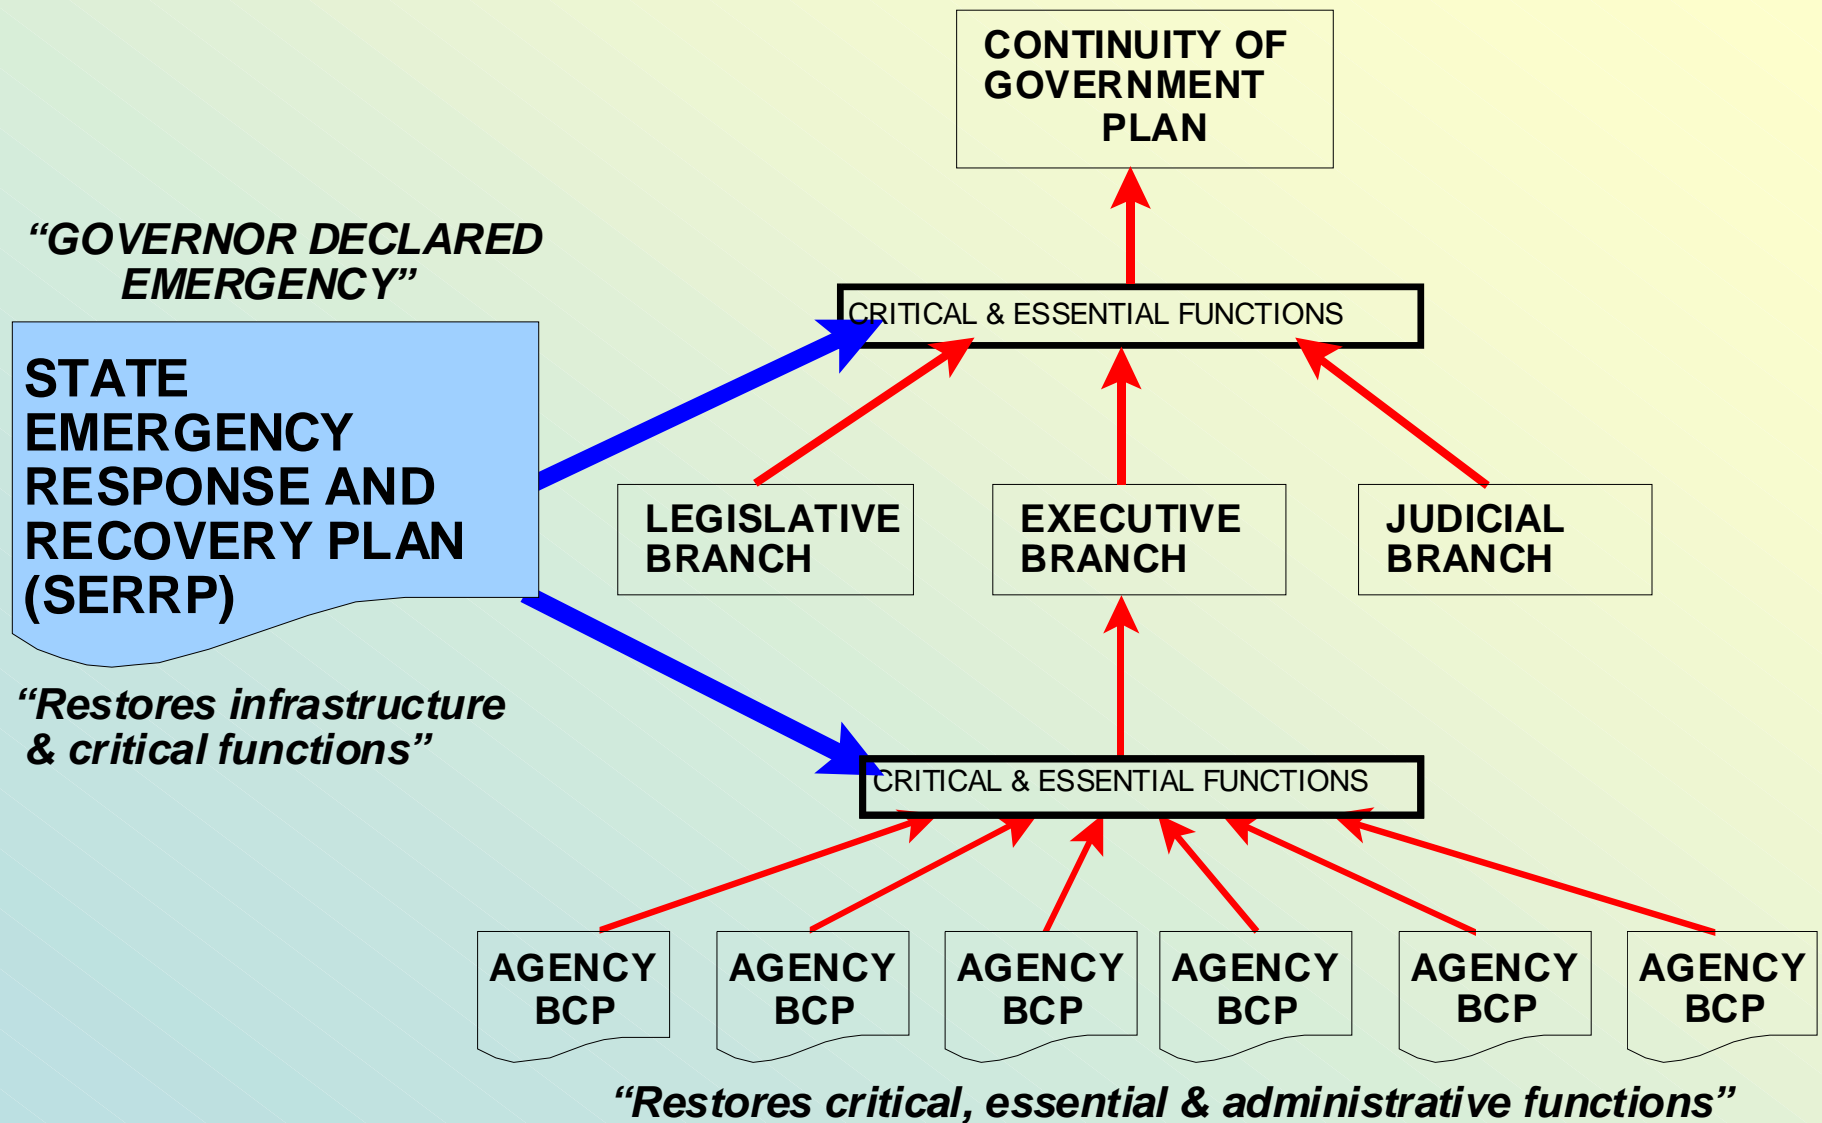 CONTINUITY OF
GOVERNMENT
PLAN
“GOVERNOR DECLARED
EMERGENCY”
CRITICAL & ESSENTIAL FUNCTIONS
STATE
EMERGENCY
RESPONSE AND
RECOVERY PLAN
(SERRP)
LEGISLATIVE
BRANCH
EXECUTIVE
BRANCH
JUDICIAL
BRANCH
“Restores infrastructure
& critical functions”
CRITICAL & ESSENTIAL FUNCTIONS
AGENCY
BCP
AGENCY
BCP
AGENCY
BCP
AGENCY
BCP
AGENCY
BCP
AGENCY
BCP
“Restores critical, essential & administrative functions”